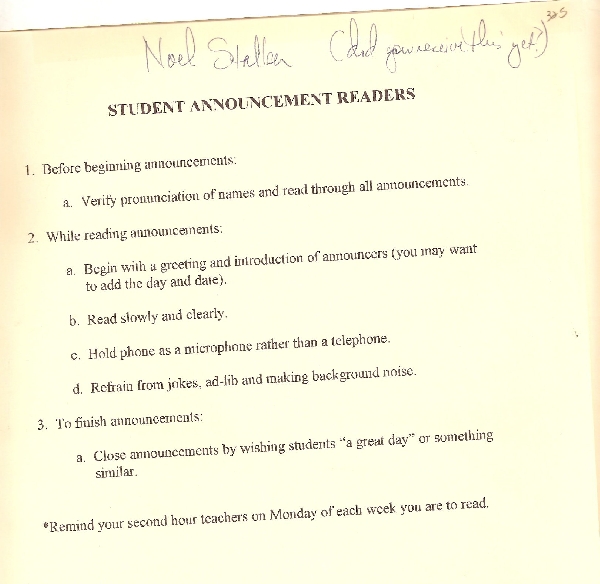 Noel (did you receive this yet?)
STUDENT ANNOUNCEMENT READERS
1. Before beginning announcements:
a. Verify pronunciation of names and read through all announcements.
2. While reading announcements:
a. Begin with a greeting and introduction of announcers (you may want
to add the day and date).
b. Read slowly and clearly.
c. Hold phone as a microphone rather than a telephone.
d. Refrain from jokes, ad-lib and making background noise.
3. To finish announcements:
a. Close announcements by wishing students “a great day” or something
similar.
*Remind your second hour teachers on Monday of each week you are to read.